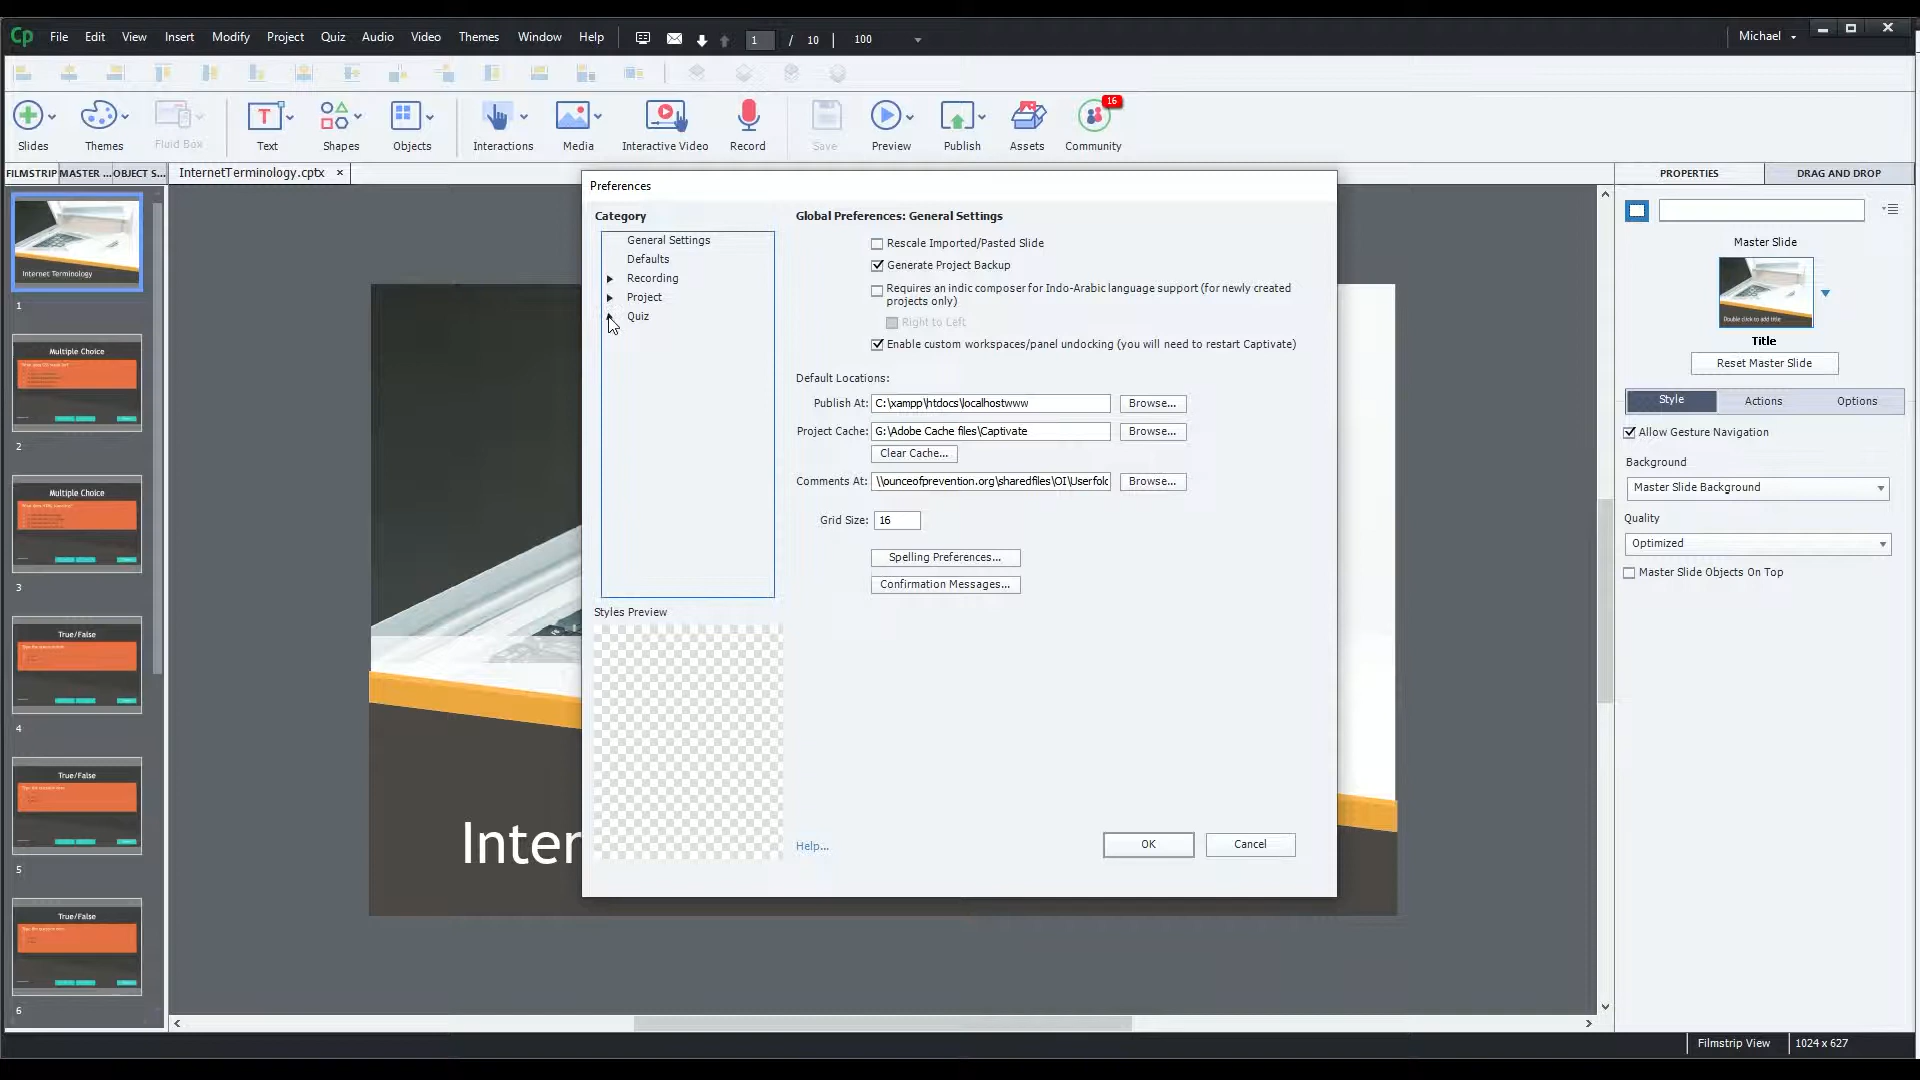 Cp File Edit View Insert Modify Project Quiz Audio Video Themes Window Help 1 / 10 100 Michael
16
Slides Themes Fluid Box Text Shapes Objects Interactions Media Interactive Video Record Save Preview Publish Assets Community
FILMSTRIP MASTER ... OBJECT S... InternetTerminology.cptx × PROPERTIES DRAG AND DROP
Preferences
Category
General Settings
Defaults
Recording
Project
Quiz
Styles Preview
Global Preferences: General Settings
Rescale Imported/Pasted Slide
Generate Project Backup
Requires an indic composer for Indo-Arabic language support (for newly created
projects only)
Right to Left
Enable custom workspaces/panel undocking (you will need to restart Captivate)
Default Locations:
Publish At: C:\xampp\htdocs\localhostwww Browse...
Project Cache: G:\Adobe Cache files\Captivate Browse...
Clear Cache...
Comments At: \\ounceofprevention.org\sharedfiles\OI\Userfold Browse...
Grid Size: 16
Spelling Preferences...
Confirmation Messages...
Help... OK Cancel
Internet Terminology
1
Multiple Choice
2
Multiple Choice
3
True/False
4
True/False
5
True/False
6
Inter
Master Slide
Double click to add title
Title
Reset Master Slide
Style Actions Options
Allow Gesture Navigation
Background
Master Slide Background
Quality
Optimized
Master Slide Objects On Top
Filmstrip View 1024 x 627